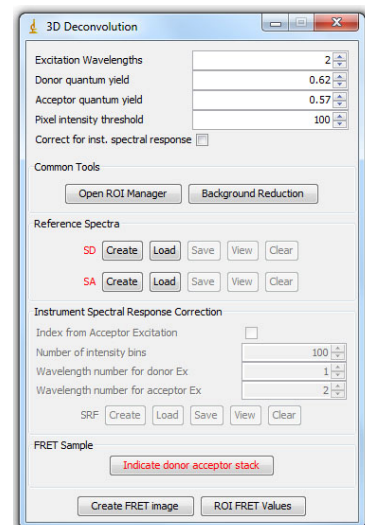 3D Deconvolution
Excitation Wavelengths 2
Donor quantum yield 0.62
Acceptor quantum yield 0.57
Pixel intensity threshold 100
Correct for inst. spectral response
Common Tools
Open ROI Manager Background Reduction
Reference Spectra
SD Create Load Save View Clear
SA Create Load Save View Clear
Instrument Spectral Response Correction
Index from Acceptor Excitation
Number of intensity bins 100
Wavelength number for donor Ex 1
Wavelength number for acceptor Ex 2
SRF Create Load Save View Clear
FRET Sample
Indicate donor acceptor stack
Create FRET image ROI FRET Values